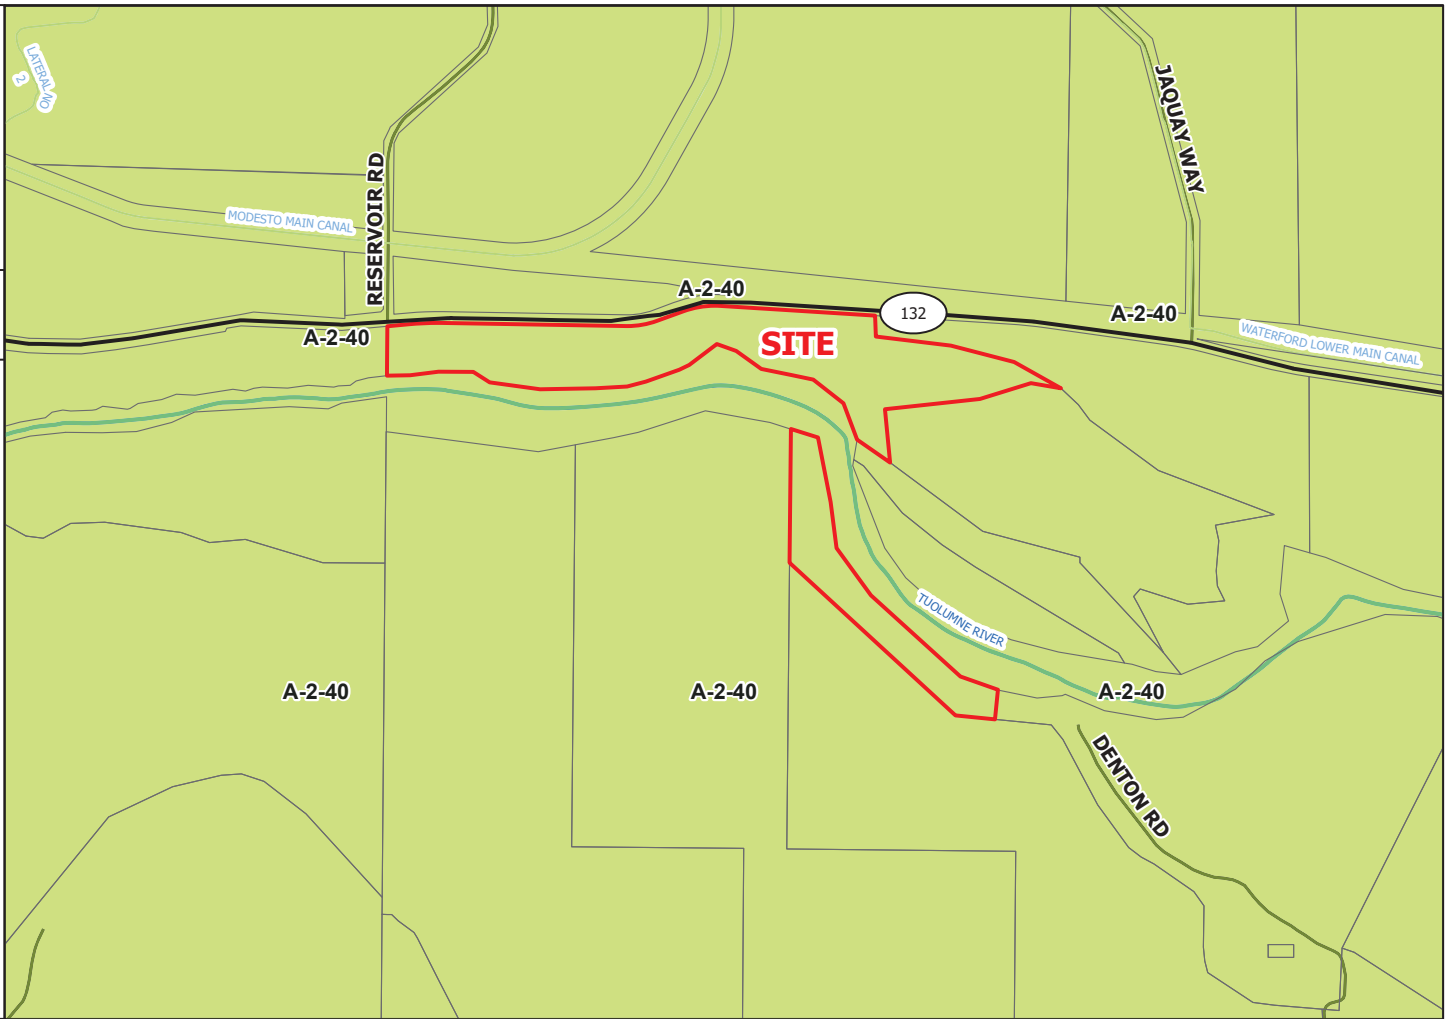 LATERAL NO
2
JAQUAY WAY
RESERVOIR RD
MODESTO MAIN CANAL
A-2-40
132
A-2-40
A-2-40
SITE
WATERFORD LOWER MAIN CANAL
TUOLUMNE RIVER
A-2-40
A-2-40
A-2-40
DENTON RD